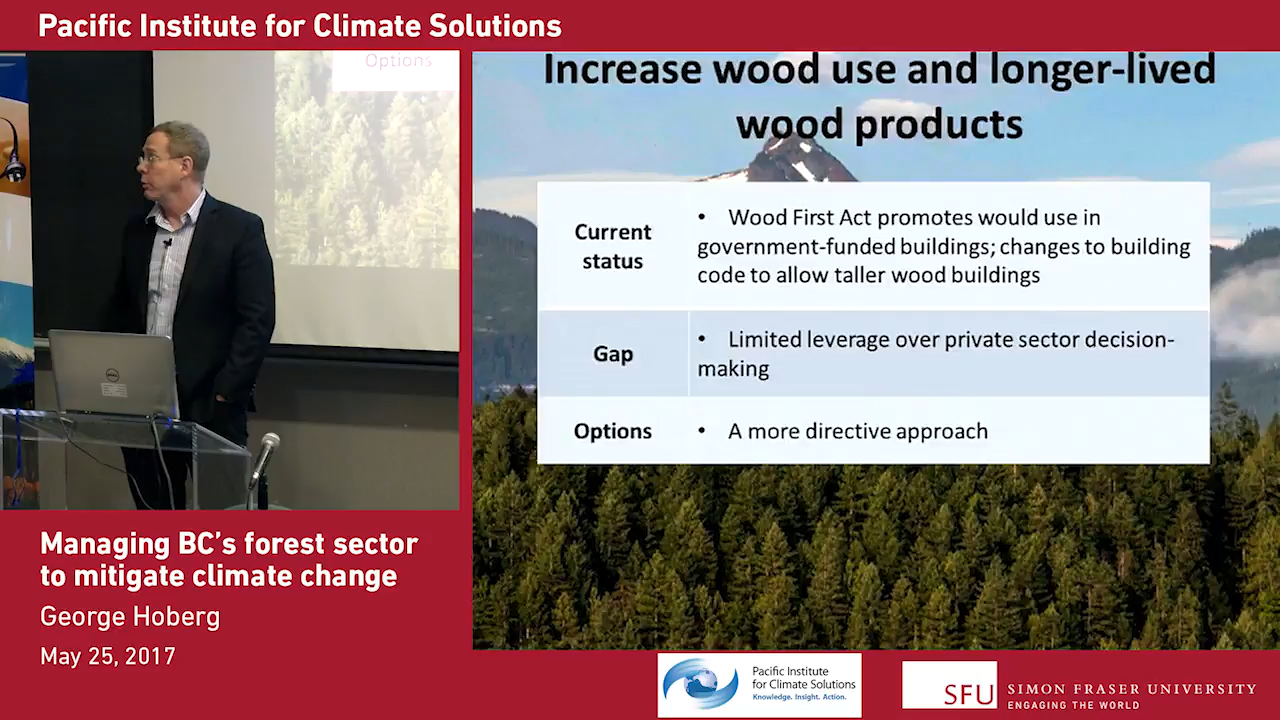 Pacific Institute for Climate Solutions
Options
Increase wood use and longer-lived
wood products
Current
status
• Wood First Act promotes would use in
government-funded buildings; changes to building
code to allow taller wood buildings
Gap
• Limited leverage over private sector decision-
making
Options
• A more directive approach
DELL
Managing BC's forest sector
to mitigate climate change
George Hoberg
May 25, 2017
Pacific Institute
for Climate Solutions
Knowledge. Insight. Action.
SFU
SIMON FRASER UNIVERSITY
ENGAGING THE WORLD